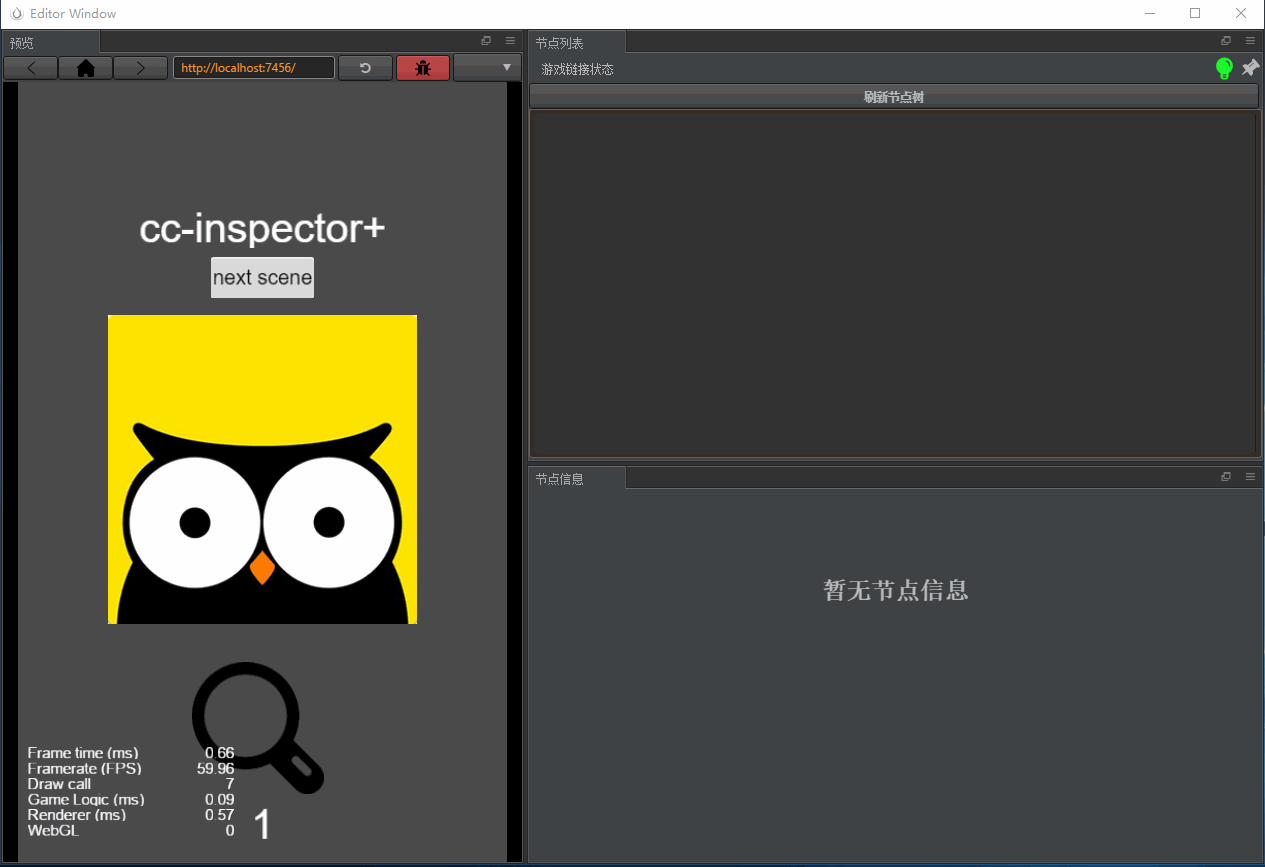 Editor Window
预览
http://localhost:7456/
cc-inspector+
next scene
Frame time (ms) 0.66
Framerate (FPS) 59.96
Draw call 7
Game Logic (ms) 0.09
Renderer (ms) 0.57
WebGL 0
1
节点列表
游戏链接状态
刷新节点树
节点信息
暂无节点信息